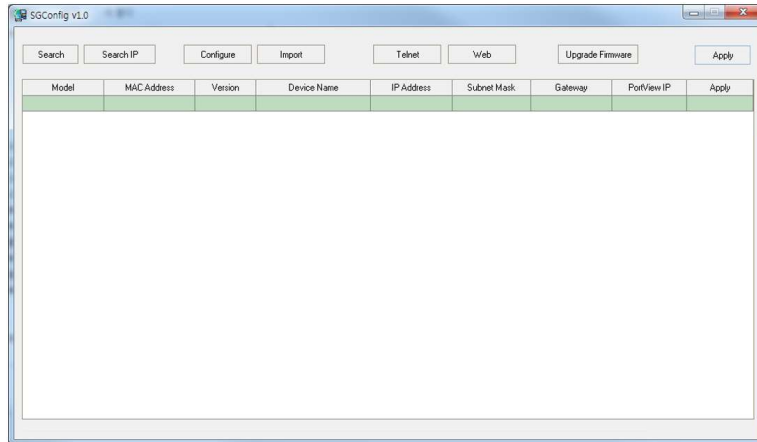 SGConfig v1.0
Search Search IP Configure Import Telnet Web Upgrade Firmware Apply
Model MAC Address Version Device Name IP Address Subnet Mask Gateway PortView IP Apply